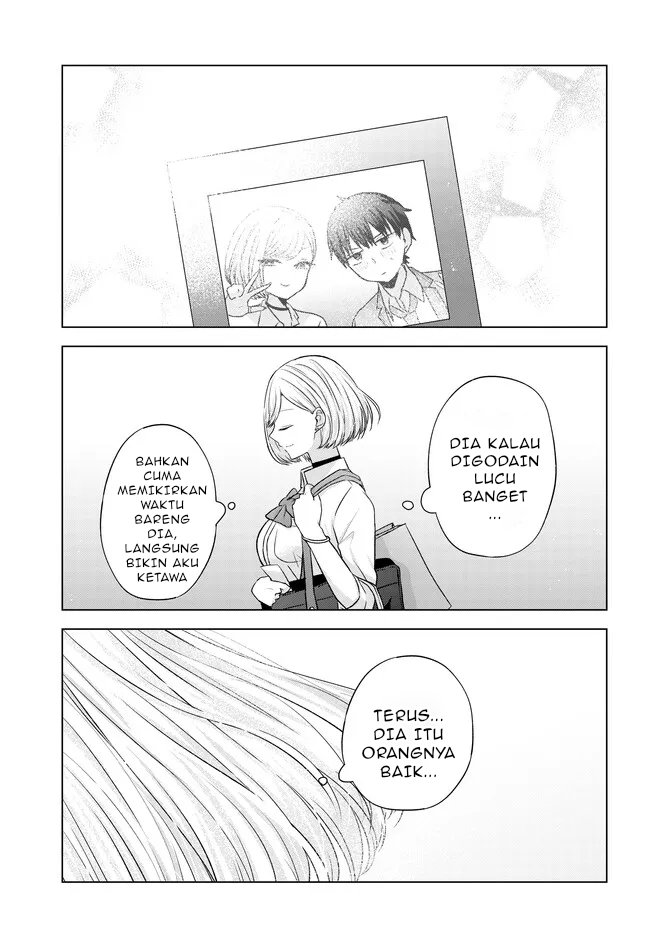 DIA KALAU
DIGODAIN
LUCU
BANGET
...
BAHKAN
CUMA
MEMIKIRKAN
WAKTU
BARENG
DIA,
LANGSUNG
BIKIN AKU
KETAWA
TERUS...
DIA ITU
ORANGNYA
BAIK...